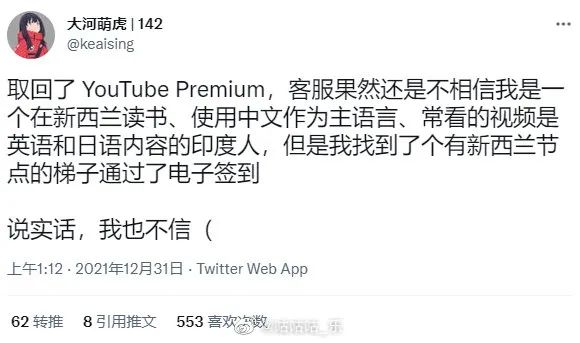 大河萌虎 | 142
@keaising
取回了 YouTube Premium，客服果然还是不相信我是一
个在新西兰读书、使用中文作为主语言、常看的视频是
英语和日语内容的印度人，但是我找到了个有新西兰节
点的梯子通过了电子签到
说实话，我也不信（
上午1:12 · 2021年12月31日 · Twitter Web App
62 转推 8 引用推文 553 喜欢次数
@咕咕咕_乐